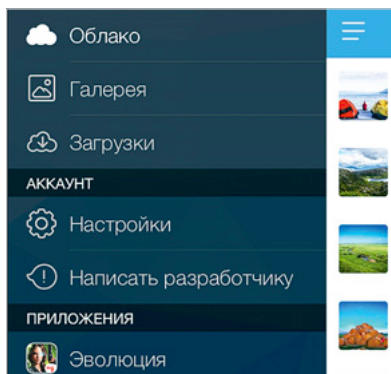 Облако
Галерея
Загрузки
АККАУНТ
Настройки
Написать разработчику
ПРИЛОЖЕНИЯ
Эволюция